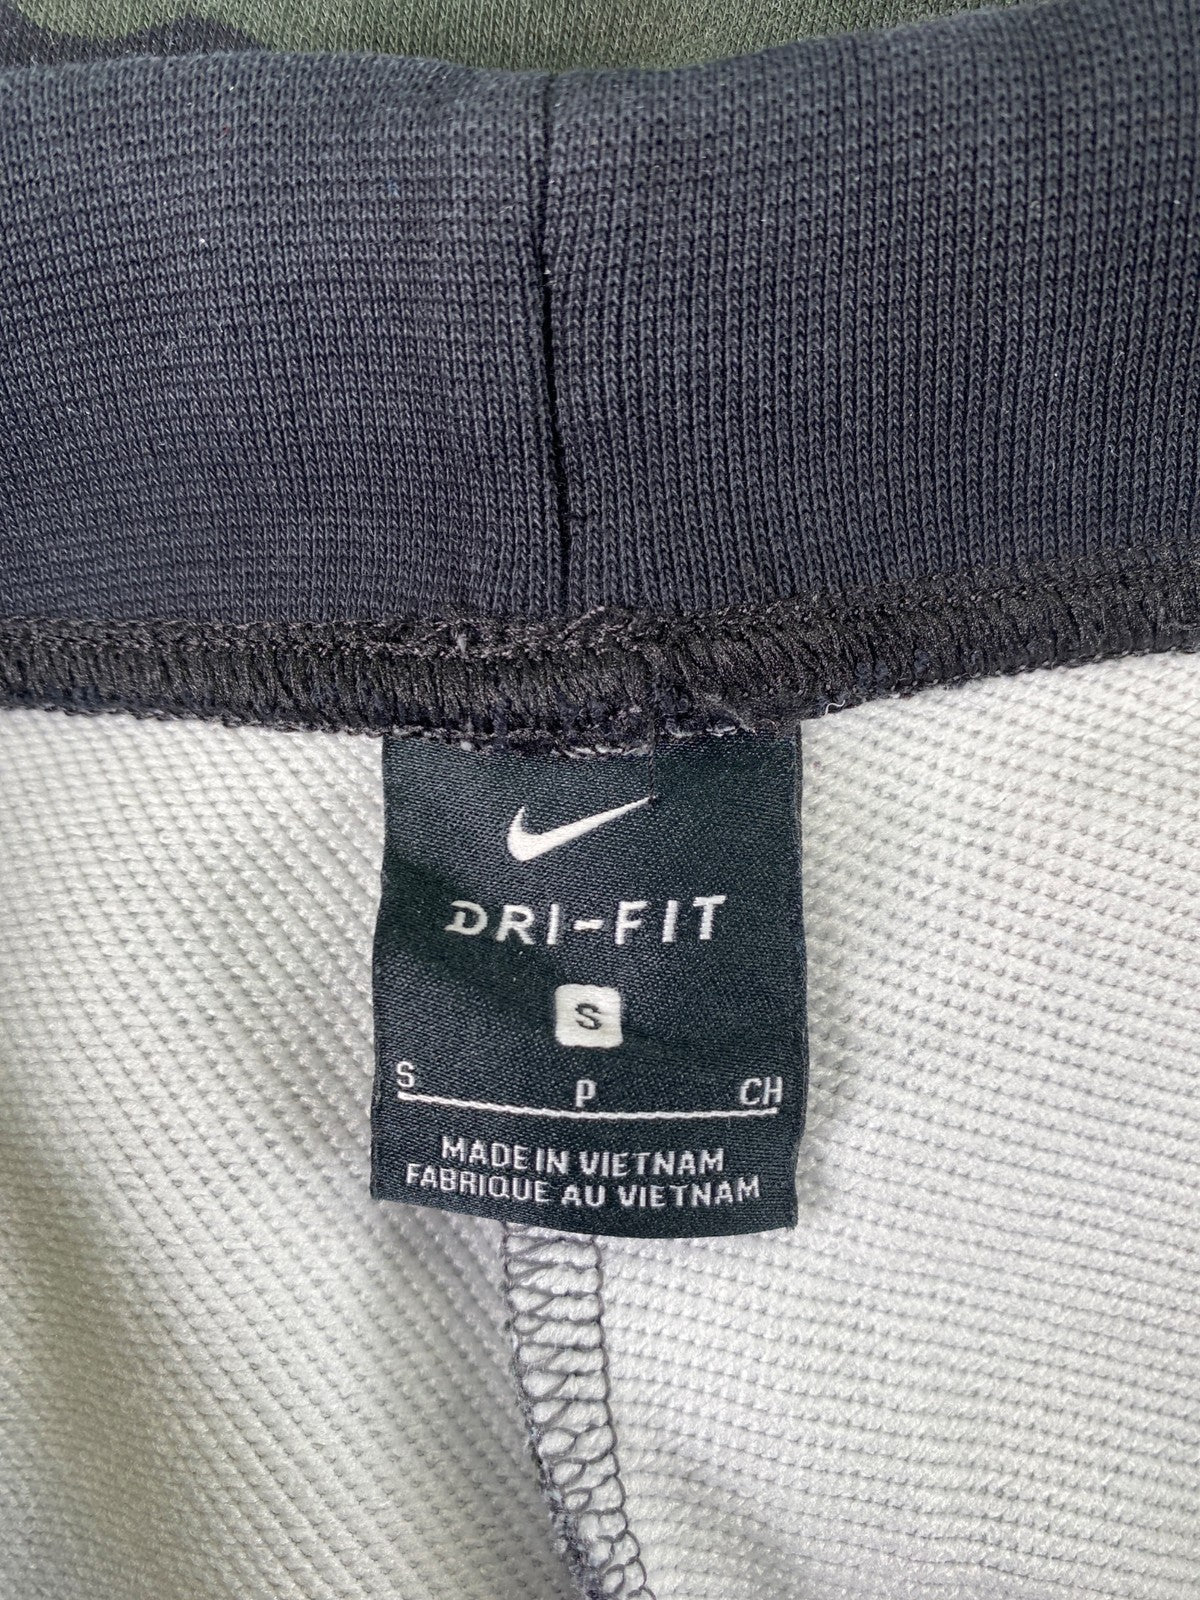 DRI-FIT
S
S P CH
MADE IN VIETNAM
FABRIQUE AU VIETNAM